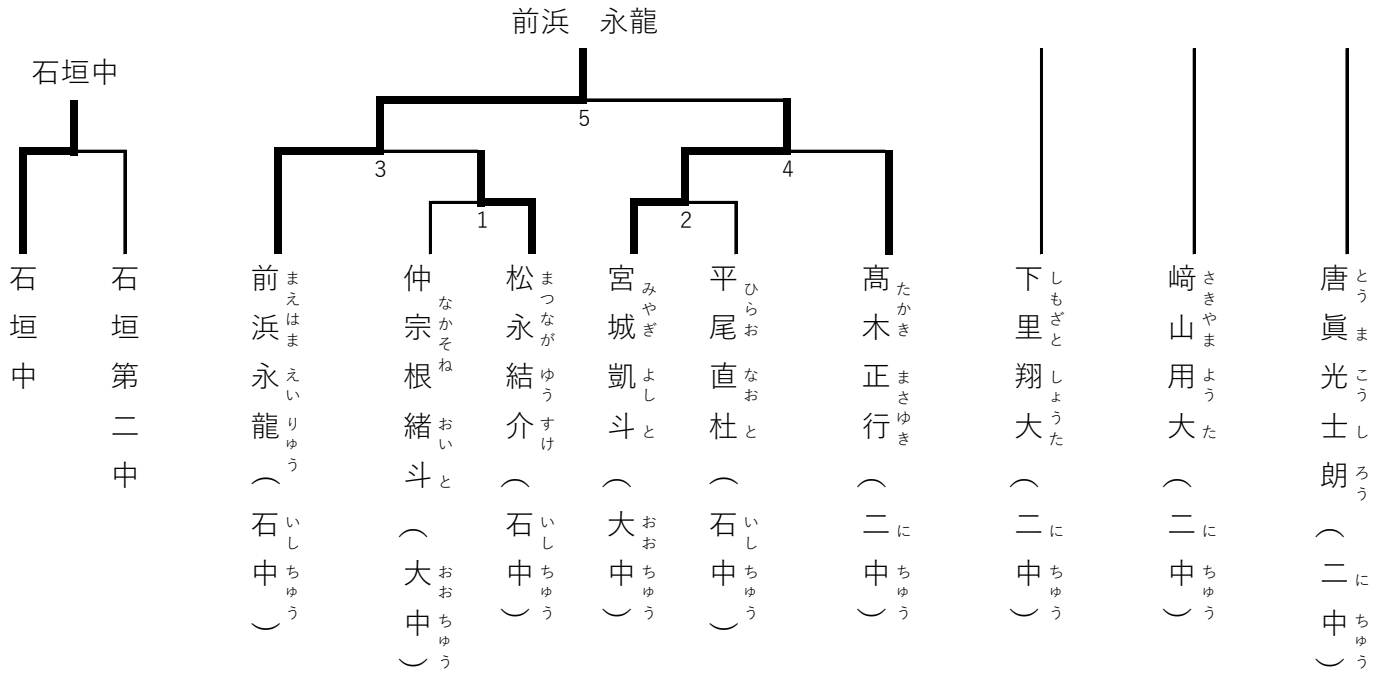 前浜　永龍
石垣中
5
3
4
1
2
石垣中
石垣第二中
前浜永龍（石中）
まえはま えいりゅう いしちゅう
仲宗根緒斗（大中）
なかそね おいと おおちゅう
松永結介（石中）
まつなが ゆうすけ いしちゅう
宮城凱斗（大中）
みやぎ よしと おおちゅう
平尾直杜（石中）
ひらお なおと いしちゅう
髙木正行（二中）
たかき まさゆき にちゅう
下里翔大（二中）
しもざと しょうた にちゅう
﨑山用大（二中）
さきやま ようた にちゅう
唐眞光士朗（二中）
とうま こうしろう にちゅう